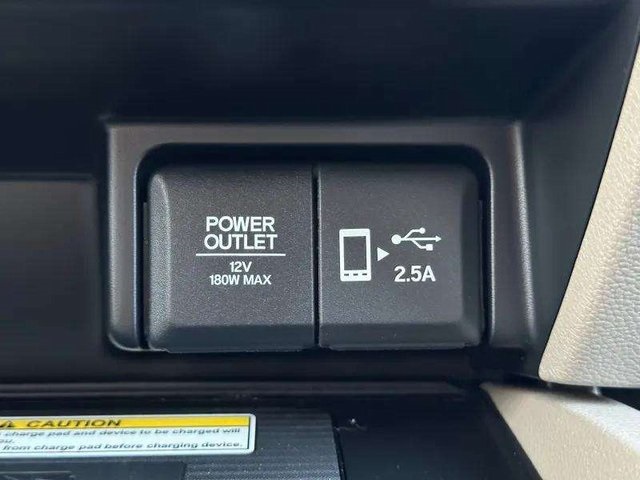 POWER
OUTLET
12V
180W MAX
2.5A
CAUTION
charge pad and device to be charged will
you.
from charge pad before charging device.